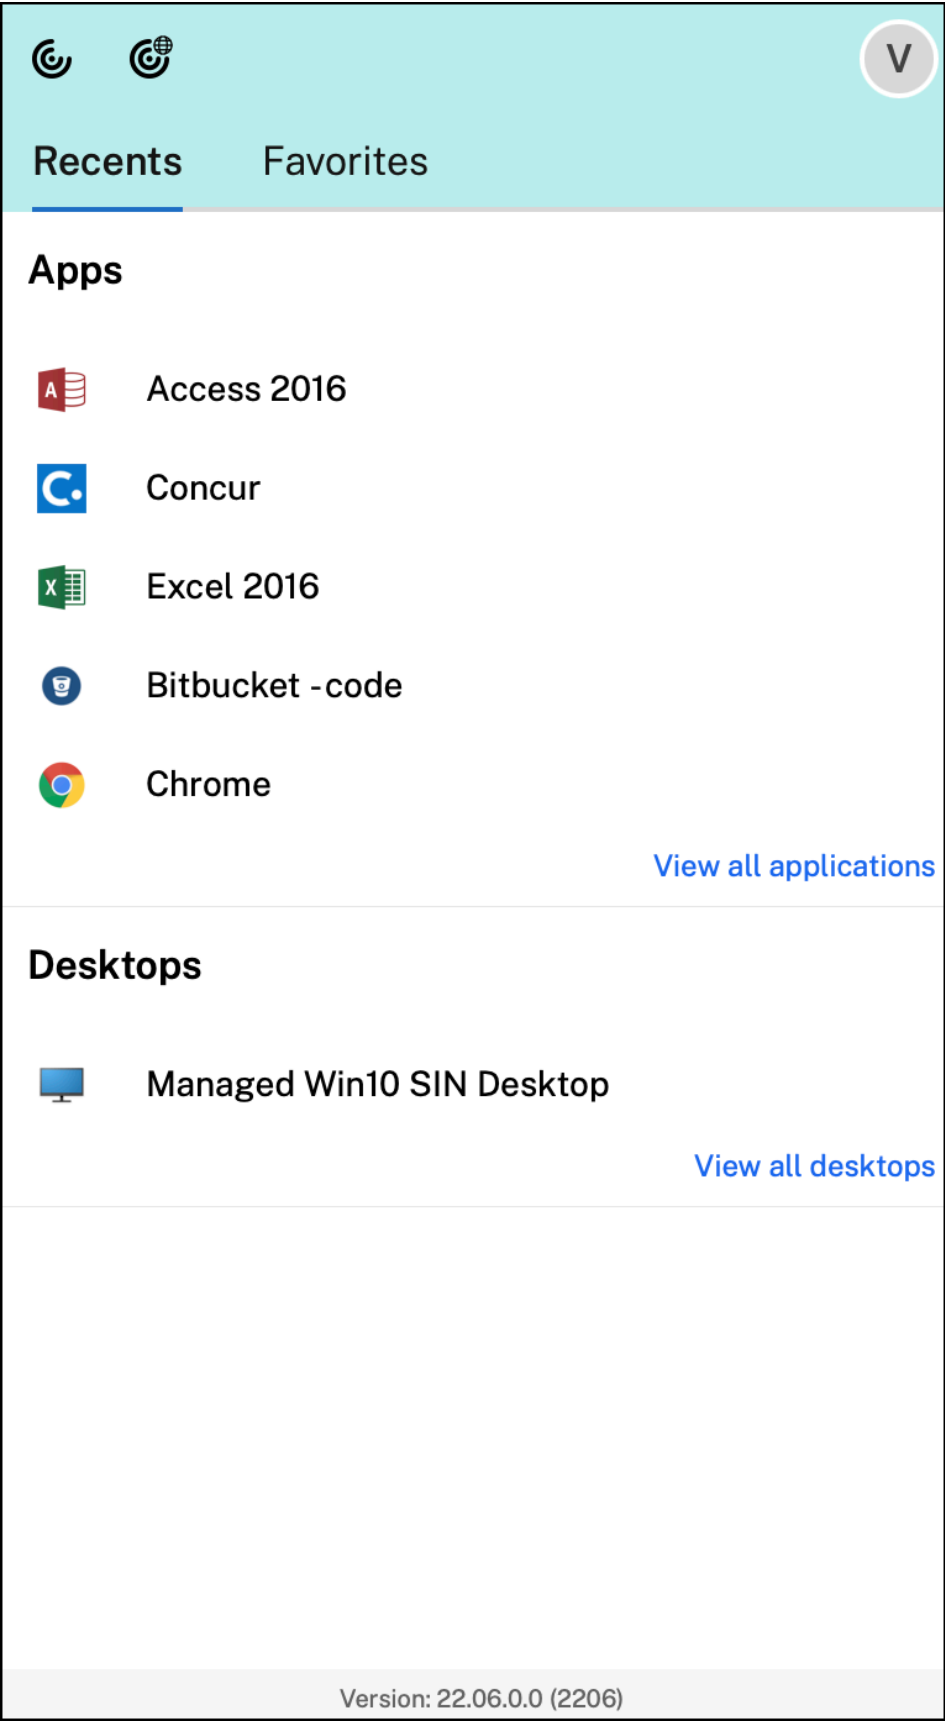 V
Recents Favorites
Apps
A Access 2016
C. Concur
X Excel 2016
Bitbucket - code
Chrome
View all applications
Desktops
Managed Win10 SIN Desktop
View all desktops
Version: 22.06.0.0 (2206)